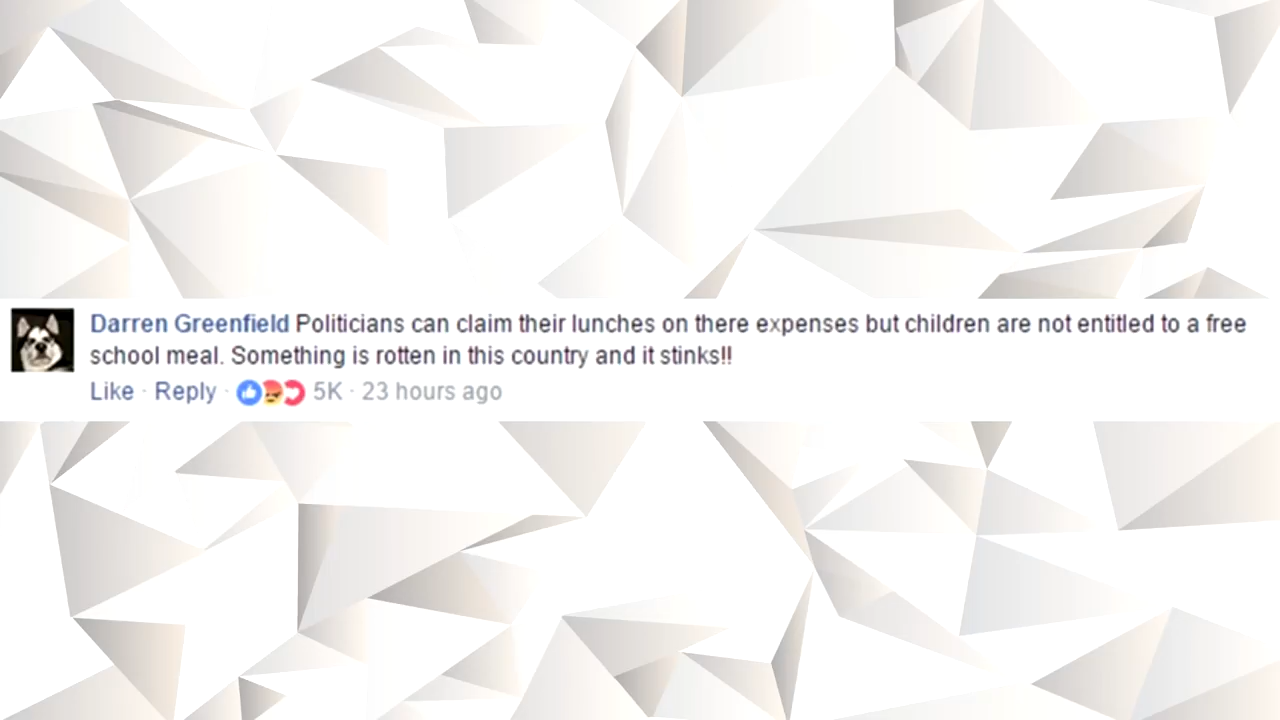 Darren Greenfield Politicians can claim their lunches on there expenses but children are not entitled to a free
school meal. Something is rotten in this country and it stinks!!
Like · Reply · 5K · 23 hours ago